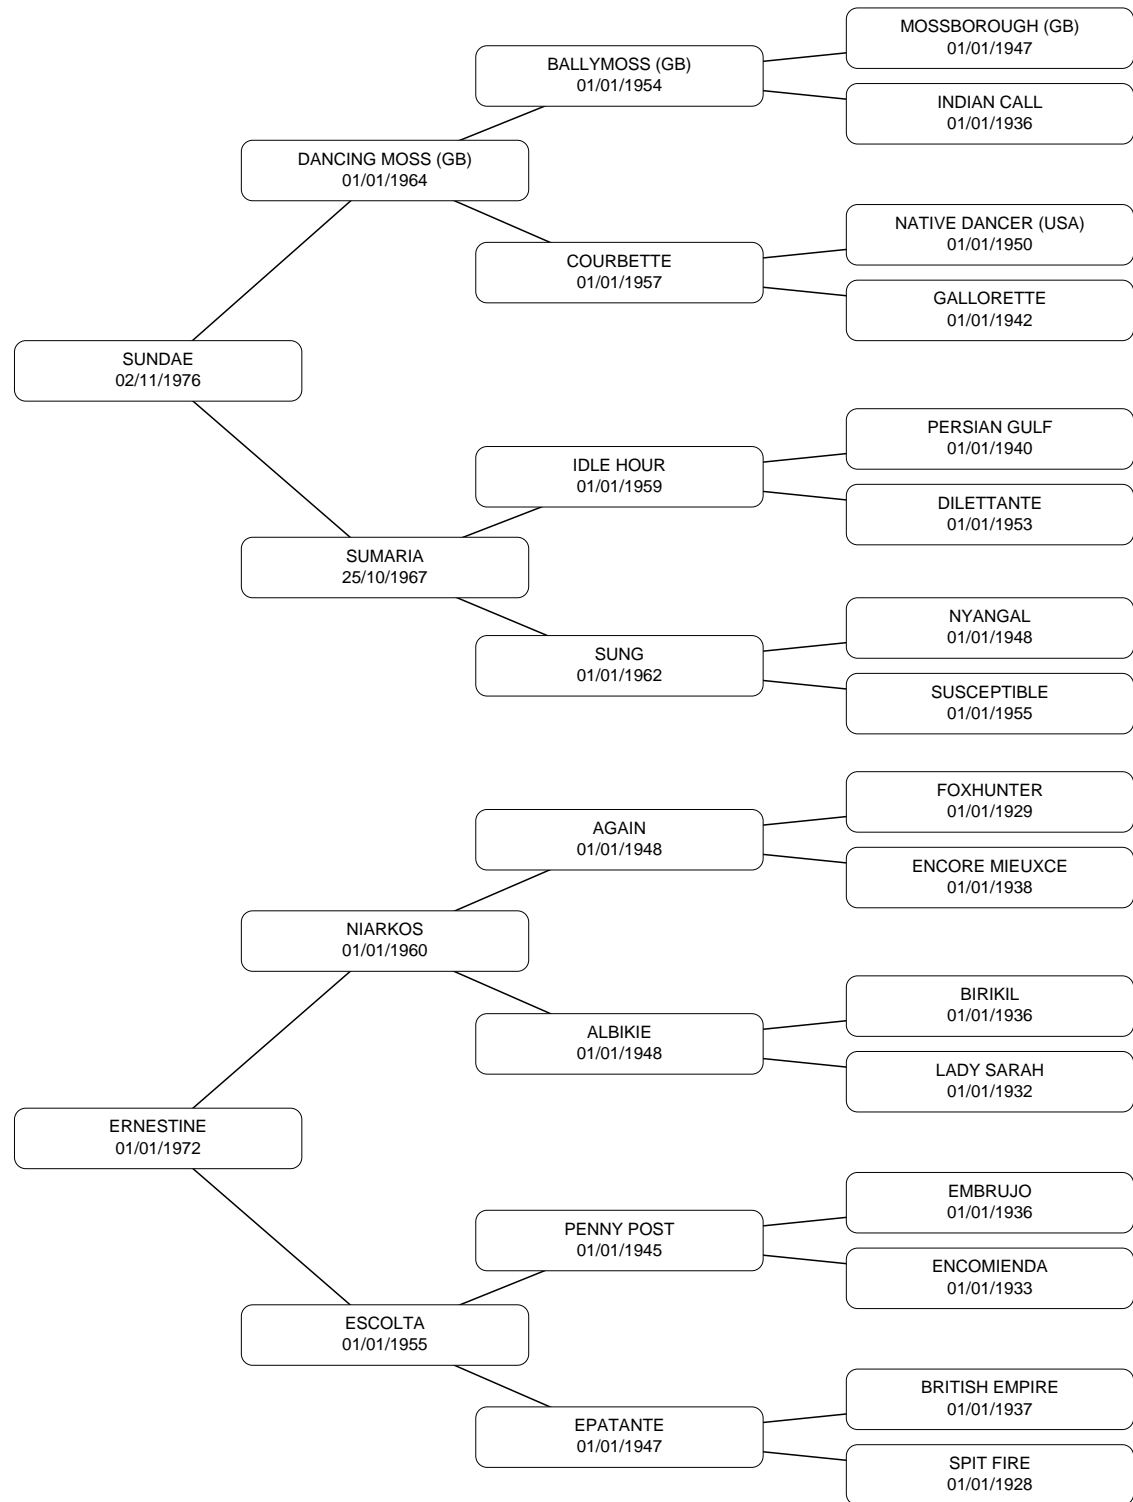 MOSSBOROUGH (GB)
01/01/1947
BALLYMOSS (GB)
01/01/1954
INDIAN CALL
01/01/1936
DANCING MOSS (GB)
01/01/1964
NATIVE DANCER (USA)
01/01/1950
COURBETTE
01/01/1957
GALLORETTE
01/01/1942
SUNDAE
02/11/1976
PERSIAN GULF
01/01/1940
IDLE HOUR
01/01/1959
DILETTANTE
01/01/1953
SUMARIA
25/10/1967
NYANGAL
01/01/1948
SUNG
01/01/1962
SUSCEPTIBLE
01/01/1955
FOXHUNTER
01/01/1929
AGAIN
01/01/1948
ENCORE MIEUXCE
01/01/1938
NIARKOS
01/01/1960
BIRIKIL
01/01/1936
ALBIKIE
01/01/1948
LADY SARAH
01/01/1932
ERNESTINE
01/01/1972
EMBRUJO
01/01/1936
PENNY POST
01/01/1945
ENCOMIENDA
01/01/1933
ESCOLTA
01/01/1955
BRITISH EMPIRE
01/01/1937
EPATANTE
01/01/1947
SPIT FIRE
01/01/1928